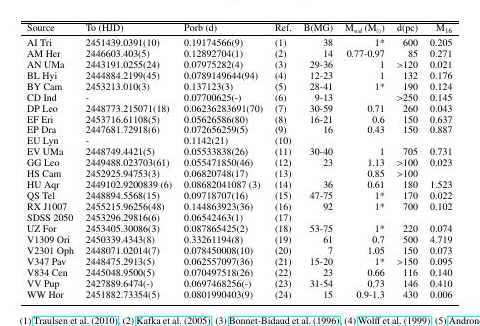 Source To (HJD) Porb (d) Ref. B(MG) Mwd (M⊙) d(pc) M16
AI Tri 2451439.0391(10) 0.19174566(9) (1) 38 1* 600 0.205
AM Her 2446603.403(5) 0.12892704(1) (2) 14 0.77-0.97 85 0.271
AN UMa 2443191.0255(24) 0.07975282(4) (3) 29-36 1 >120 0.021
BL Hyi 2444884.2199(45) 0.0789149644(94) (4) 12-23 1 132 0.176
BY Cam 2453213.010(3) 0.137123(3) (5) 28-41 1* 190 0.124
CD Ind - 0.07700625(-) (6) 9-13 >250 0.145
DP Leo 2448773.215071(18) 0.06236283691(70) (7) 30-59 0.71 260 0.043
EF Eri 2453716.61108(5) 0.05626586(80) (8) 16-21 0.6 150 0.637
EP Dra 2447681.72918(6) 0.072656259(5) (9) 16 0.43 150 0.887
EU Lyn - 0.1142(21) (10)
EV UMa 2448749.4421(5) 0.05533838(26) (11) 30-40 1 705 0.731
GG Leo 2449488.023703(61) 0.055471850(46) (12) 23 1.13 >100 0.023
HS Cam 2452925.94753(3) 0.06820748(17) (13) 0.85 >100
HU Aqr 2449102.9200839 (6) 0.08682041087 (3) (14) 36 0.61 180 1.523
QS Tel 2448894.5568(15) 0.09718707(16) (15) 47-75 1* 170 0.022
RX J1007 2455215.96256(48) 0.144863923(36) (16) 92 1* 700 0.102
SDSS 2050 2453296.29816(6) 0.06542463(1) (17)
UZ For 2453405.30086(3) 0.087865425(2) (18) 53-75 1* 220 0.074
V1309 Ori 2450339.4343(8) 0.33261194(8) (19) 61 0.7 500 4.719
V2301 Oph 2448071.02014(7) 0.078450008(10) (20) 7 1.05 150 0.073
V347 Pav 2448475.2913(5) 0.062557097(36) (21) 15-20 1* >150 0.095
V834 Cen 2445048.9500(5) 0.070497518(26) (22) 23 0.66 116 0.140
VV Pup 2427889.6474(-) 0.0697468256(-) (23) 31-54 0.73 146 0.410
WW Hor 2451882.73354(5) 0.0801990403(9) (24) 15 0.9-1.3 430 0.006
(1) Traulsen et al. (2010), (2) Kafka et al. (2005), (3) Bonnet-Bidaud et al. (1996), (4) Wolff et al. (1999), (5) Andron